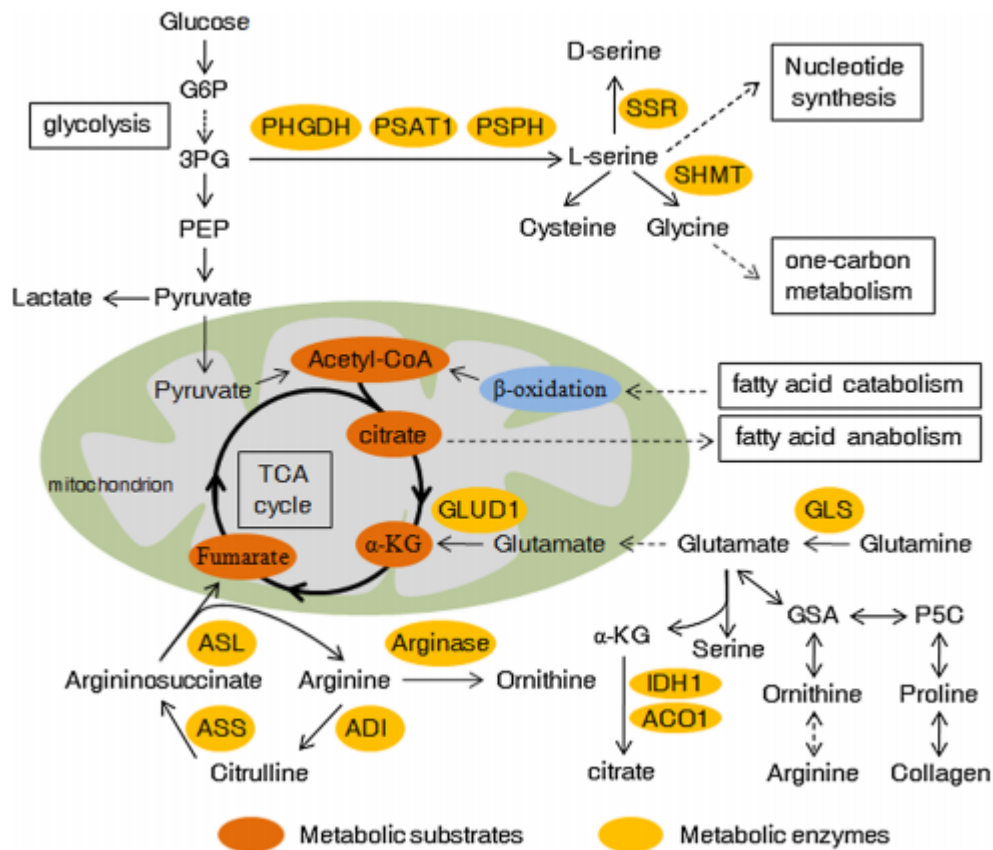 Glucose
G6P
glycolysis
3PG
PEP
Lactate
Pyruvate
PHGDH
PSAT1
PSPH
D-serine
SSR
L-serine
SHMT
Cysteine
Glycine
Nucleotide
synthesis
one-carbon
metabolism
Pyruvate
Acetyl-CoA
β-oxidation
fatty acid catabolism
citrate
fatty acid anabolism
mitochondrion
TCA
cycle
GLUD1
GLS
Fumarate
α-KG
Glutamate
Glutamate
Glutamine
ASL
Argininosuccinate
ASS
Citrulline
Arginine
ADI
Arginase
Ornithine
α-KG
Serine
IDH1
ACO1
citrate
GSA
P5C
Ornithine
Proline
Arginine
Collagen
Metabolic substrates
Metabolic enzymes